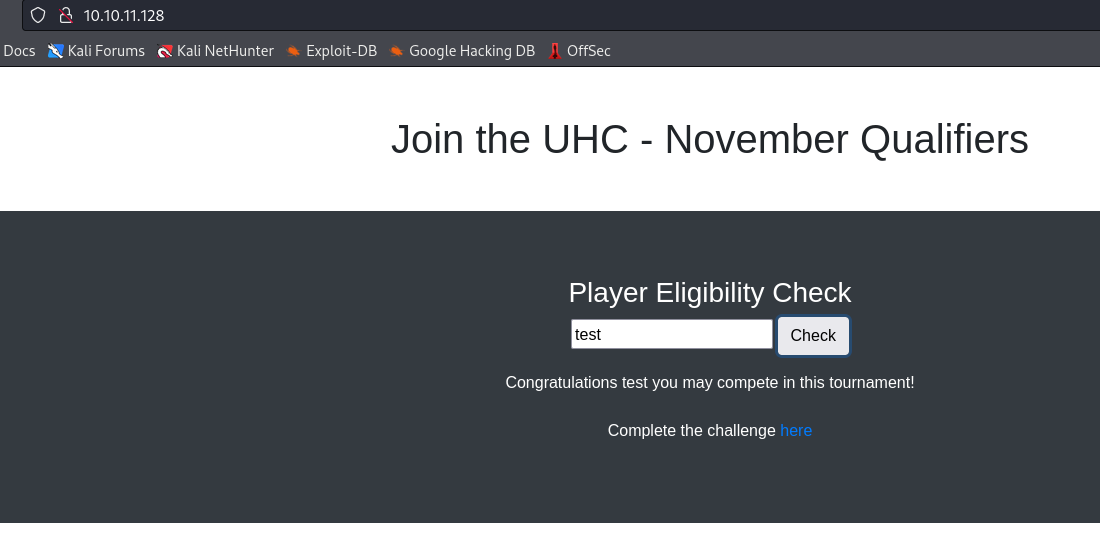 10.10.11.128
Docs Kali Forums Kali NetHunter Exploit-DB Google Hacking DB OffSec
Join the UHC - November Qualifiers
Player Eligibility Check
test Check
Congratulations test you may compete in this tournament!
Complete the challenge here